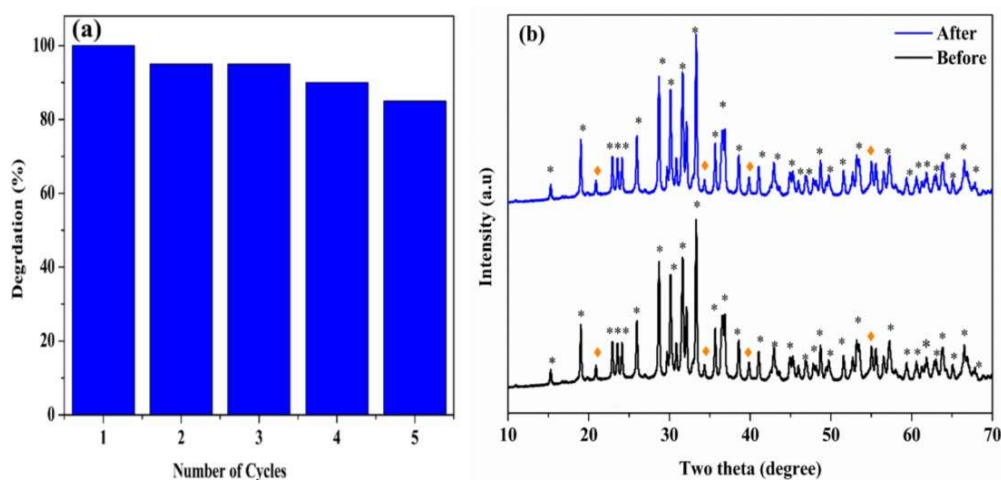 (a)
100
80
60
40
20
0
Degrdation (%)
1 2 3 4 5
Number of Cycles
(b)
After
Before
Intensity (a.u)
10 20 30 40 50 60 70
Two theta (degree)